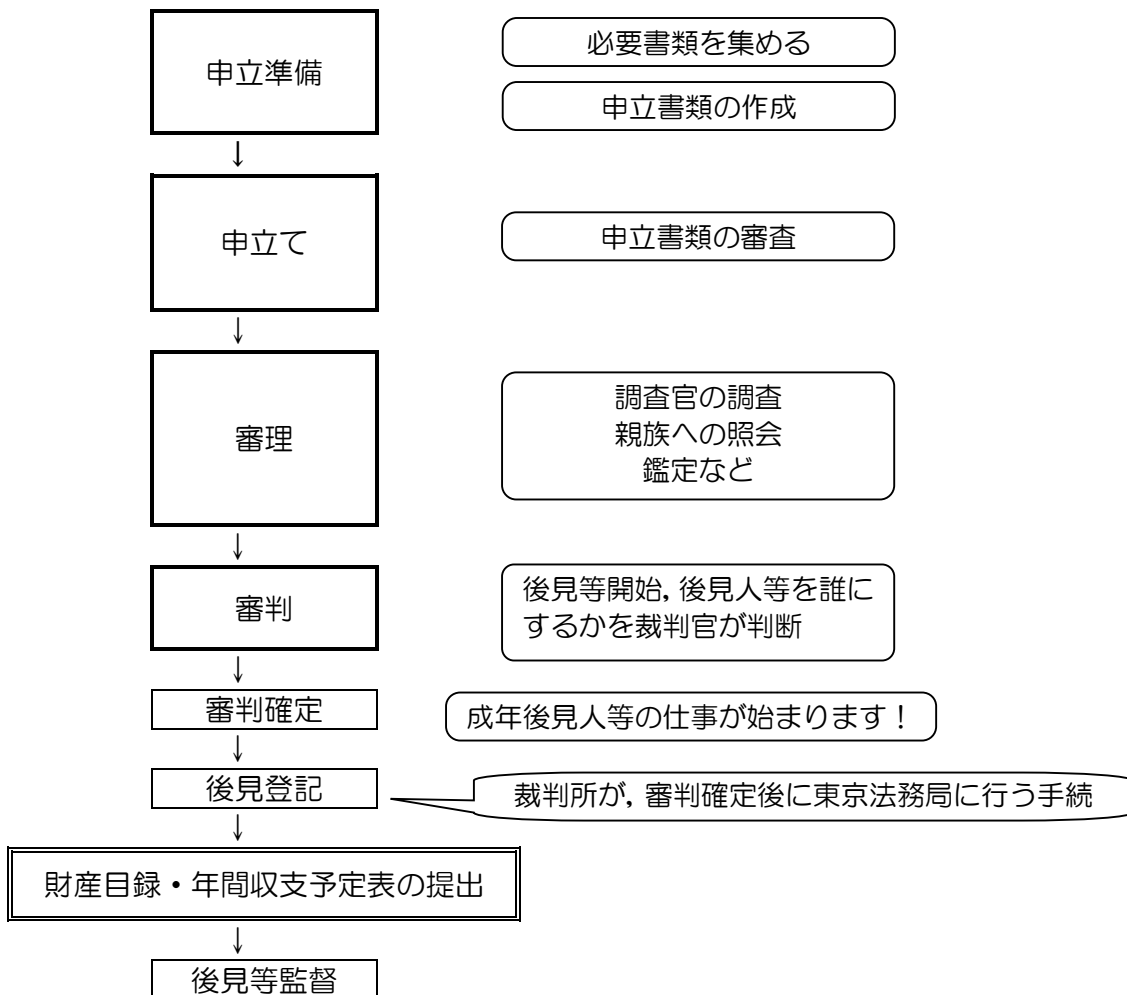 申立準備
必要書類を集める
申立書類の作成
↓
申立て
申立書類の審査
↓
審理
調査官の調査
親族への照会
鑑定など
↓
審判
後見等開始,後見人等を誰に
するかを裁判官が判断
↓
審判確定
成年後見人等の仕事が始まります！
↓
後見登記
裁判所が,審判確定後に東京法務局に行う手続
↓
財産目録・年間収支予定表の提出
↓
後見等監督